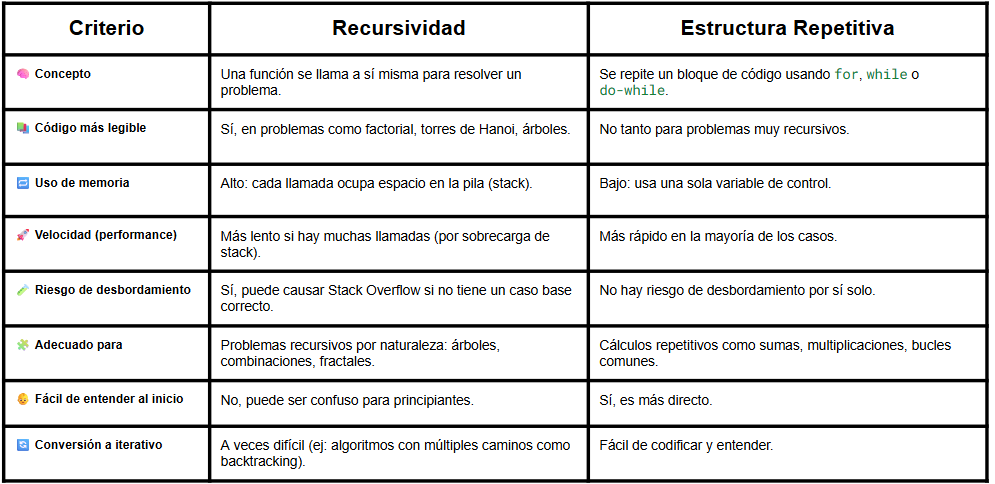 Criterio
Recursividad
Estructura Repetitiva
Concepto
Una función se llama a sí misma para resolver un
problema.
Se repite un bloque de código usando for, while o
do-while.
Código más legible
Sí, en problemas como factorial, torres de Hanoi, árboles.
No tanto para problemas muy recursivos.
Uso de memoria
Alto: cada llamada ocupa espacio en la pila (stack).
Bajo: usa una sola variable de control.
Velocidad (performance)
Más lento si hay muchas llamadas (por sobrecarga de
stack).
Más rápido en la mayoría de los casos.
Riesgo de desbordamiento
Sí, puede causar Stack Overflow si no tiene un caso base
correcto.
No hay riesgo de desbordamiento por sí solo.
Adecuado para
Problemas recursivos por naturaleza: árboles,
combinaciones, fractales.
Cálculos repetitivos como sumas, multiplicaciones, bucles
comunes.
Fácil de entender al inicio
No, puede ser confuso para principiantes.
Sí, es más directo.
Conversión a iterativo
A veces difícil (ej: algoritmos con múltiples caminos como
backtracking).
Fácil de codificar y entender.